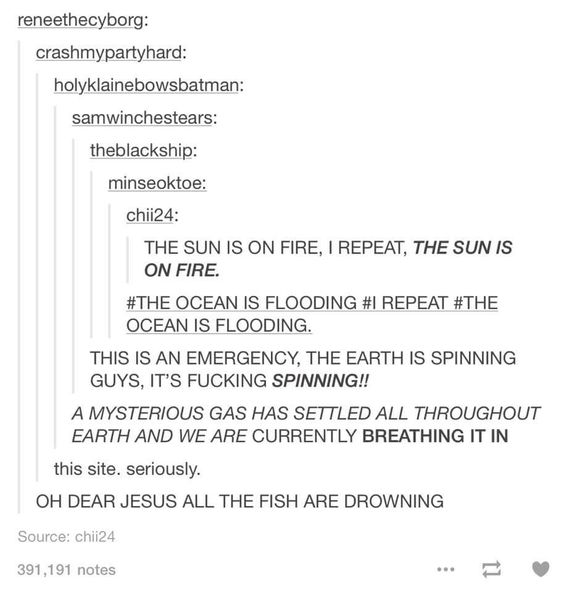 reneethecyborg:
crashmypartyhard:
holyklainebowsbatman:
samwinchestears:
theblackship:
minseoktoe:
chii24:
THE SUN IS ON FIRE, I REPEAT, THE SUN IS
ON FIRE.
#THE OCEAN IS FLOODING #I REPEAT #THE
OCEAN IS FLOODING.
THIS IS AN EMERGENCY, THE EARTH IS SPINNING
GUYS, IT'S FUCKING SPINNING!!
A MYSTERIOUS GAS HAS SETTLED ALL THROUGHOUT
EARTH AND WE ARE CURRENTLY BREATHING IT IN
this site. seriously.
OH DEAR JESUS ALL THE FISH ARE DROWNING
Source: chii24
391,191 notes